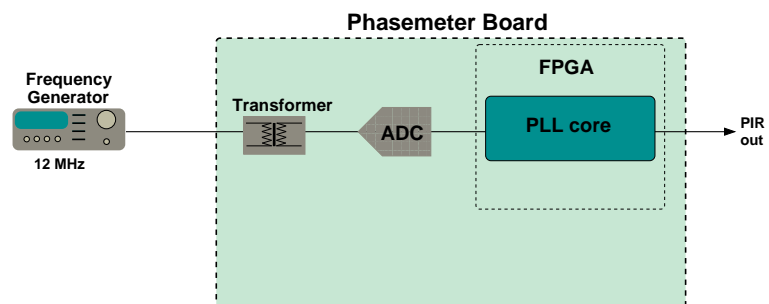 Phasemeter Board
FPGA
Frequency
Generator
Transformer
ADC
PLL core
PIR
out
12 MHz